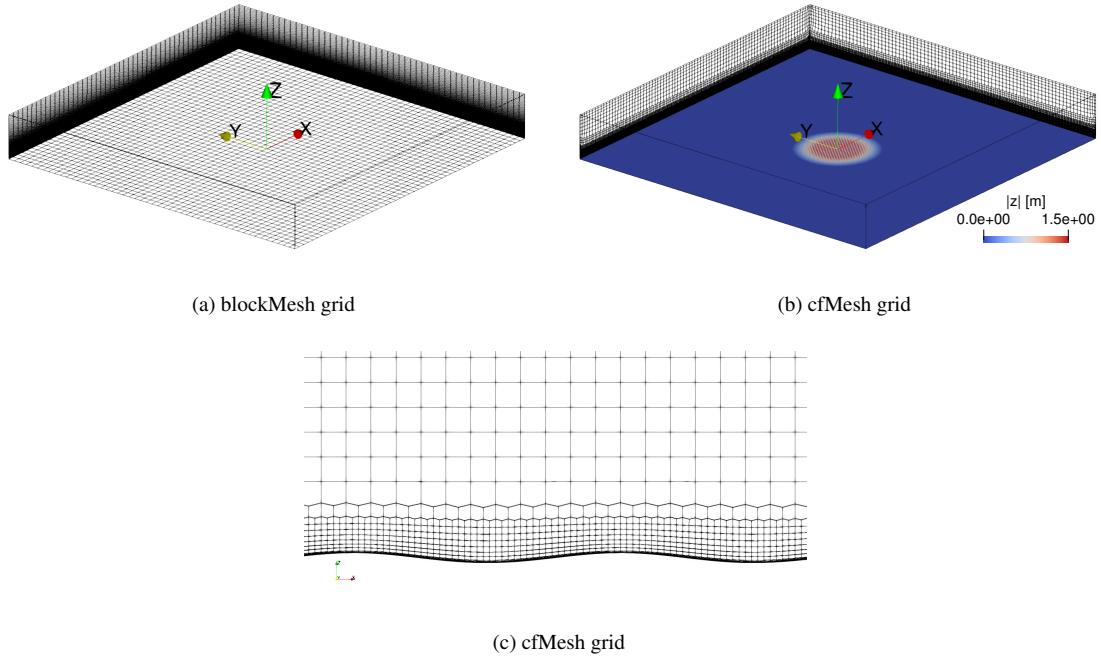 Z
Y
X
Z
Y
X
|z| [m]
0.0e+00 1.5e+00
(a) blockMesh grid
(b) cfMesh grid
(c) cfMesh grid